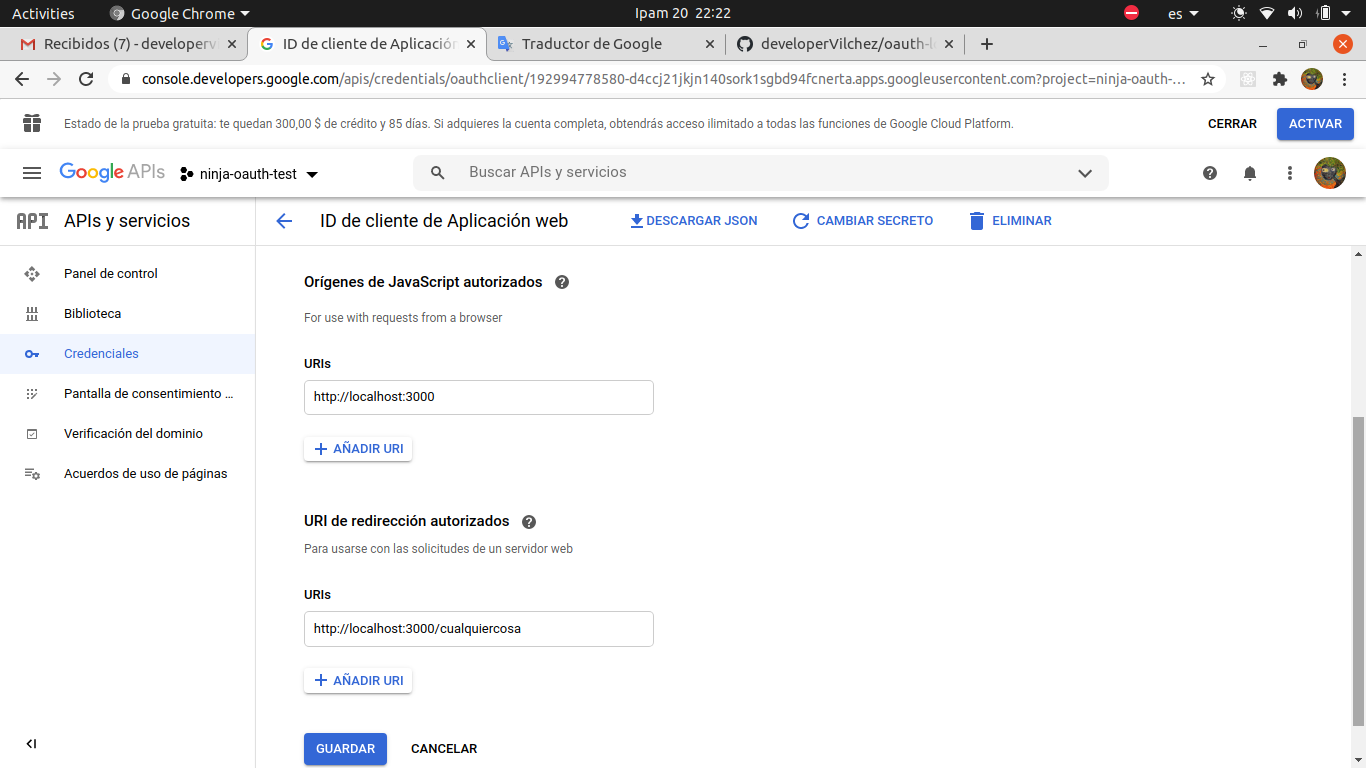 Activities
Google Chrome
Ipam 20 22:22
es
Recibidos (7) - developerv
ID de cliente de Aplicación
Traductor de Google
developerVilchez/oauth-l
console.developers.google.com/apis/credentials/oauthclient/192994778580-d4ccj21jkjn140sork1sgbd94fcnerta.apps.googleusercontent.com?project=ninja-oauth-...
Estado de la prueba gratuita: te quedan 300,00 $ de crédito y 85 días. Si adquieres la cuenta completa, obtendrás acceso ilimitado a todas las funciones de Google Cloud Platform.
CERRAR
ACTIVAR
Google APIs
ninja-oauth-test
Buscar APIs y servicios
API
APIs y servicios
ID de cliente de Aplicación web
DESCARGAR JSON
CAMBIAR SECRETO
ELIMINAR
Panel de control
Biblioteca
Credenciales
Pantalla de consentimiento ...
Verificación del dominio
Acuerdos de uso de páginas
Orígenes de JavaScript autorizados
For use with requests from a browser
URIs
http://localhost:3000
AÑADIR URI
URI de redirección autorizados
Para usarse con las solicitudes de un servidor web
URIs
http://localhost:3000/cualquiercosa
AÑADIR URI
GUARDAR
CANCELAR